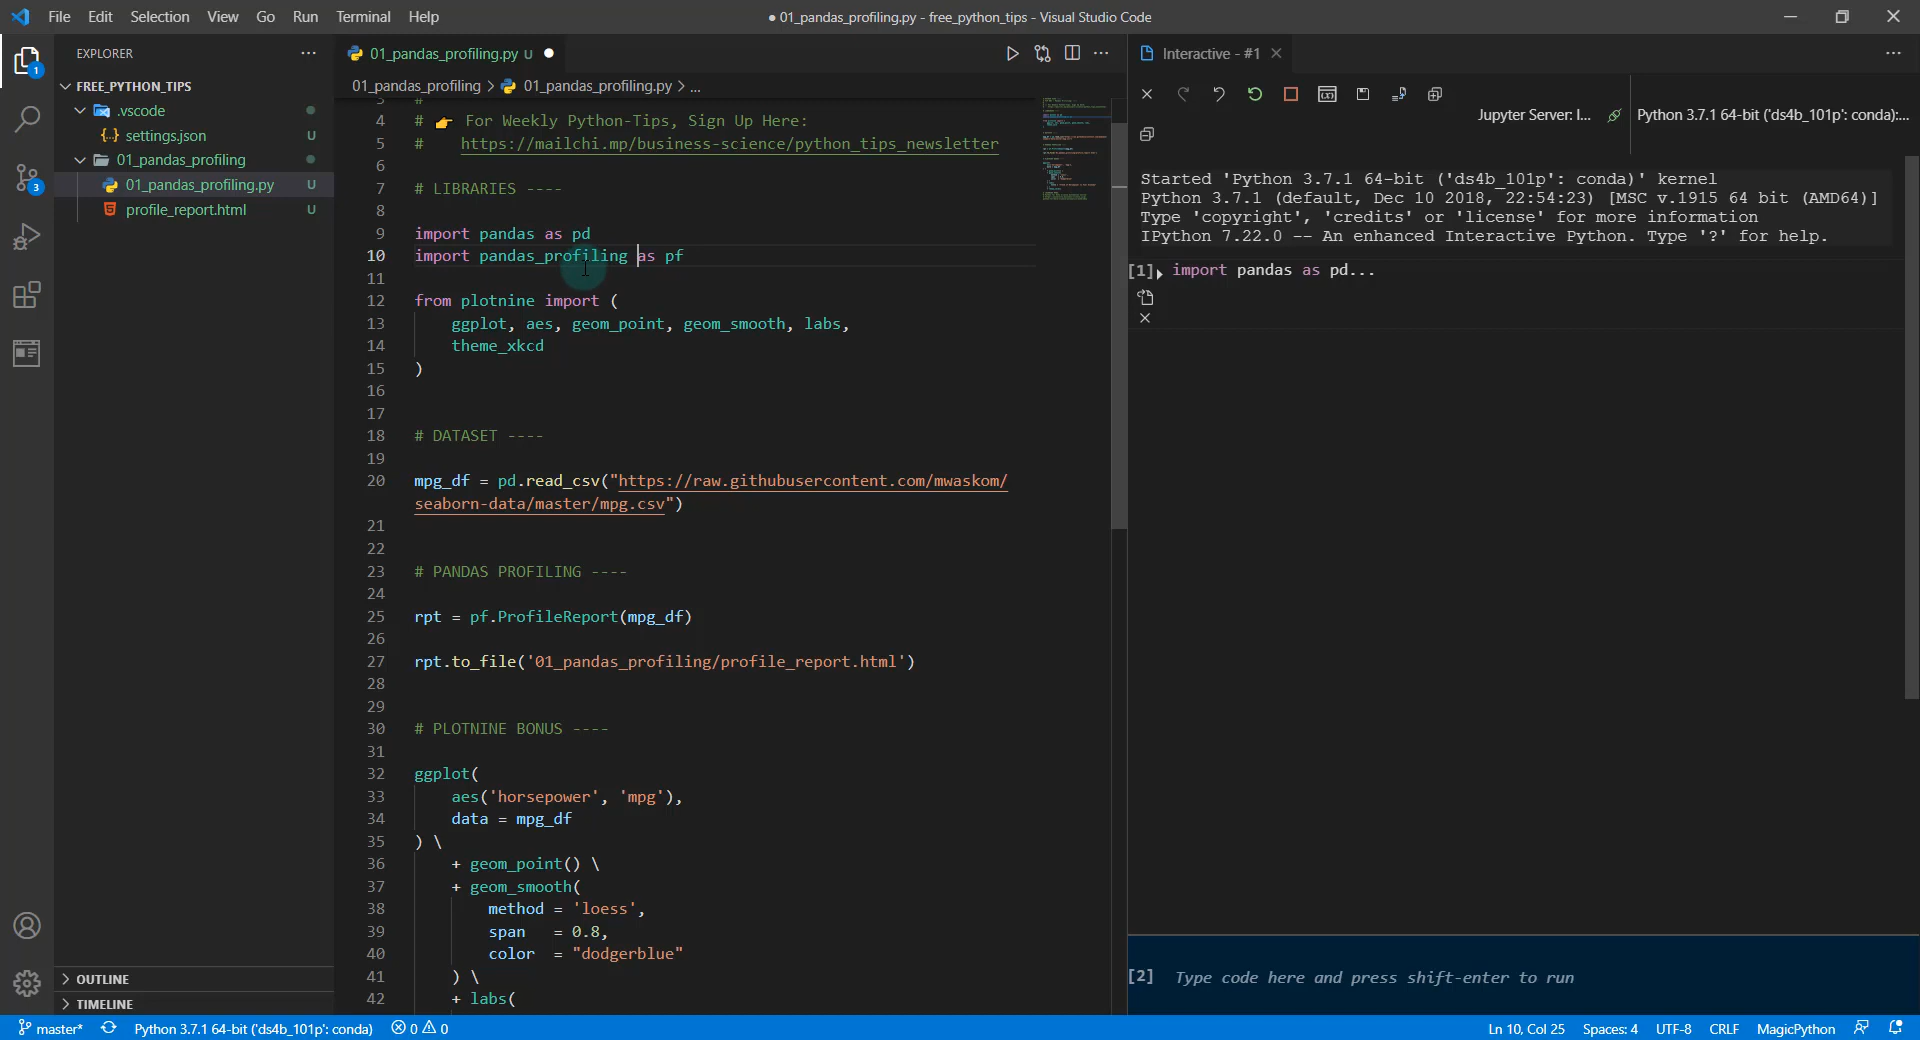 File Edit Selection View Go Run Terminal Help
● 01_pandas_profiling.py - free_python_tips - Visual Studio Code
EXPLORER
FREE_PYTHON_TIPS
.vscode
settings.json U
01_pandas_profiling
01_pandas_profiling.py U
profile_report.html U
OUTLINE
TIMELINE
1
3
01_pandas_profiling.py U
01_pandas_profiling > 01_pandas_profiling.py > ...
3 #
4 # 👉 For Weekly Python-Tips, Sign Up Here:
5 # https://mailchi.mp/business-science/python_tips_newsletter
6
7 # LIBRARIES ----
8
9 import pandas as pd
10 import pandas_profiling as pf
11
12 from plotnine import (
13 ggplot, aes, geom_point, geom_smooth, labs,
14 theme_xkcd
15 )
16
17
18 # DATASET ----
19
20 mpg_df = pd.read_csv("https://raw.githubusercontent.com/mwaskom/
seaborn-data/master/mpg.csv")
21
22
23 # PANDAS PROFILING ----
24
25 rpt = pf.ProfileReport(mpg_df)
26
27 rpt.to_file('01_pandas_profiling/profile_report.html')
28
29
30 # PLOTNINE BONUS ----
31
32 ggplot(
33 aes('horsepower', 'mpg'),
34 data = mpg_df
35 ) \
36 + geom_point() \
37 + geom_smooth(
38 method = 'loess',
39 span = 0.8,
40 color = "dodgerblue"
41 ) \
42 + labs(
Interactive - #1
Jupyter Server: l... Python 3.7.1 64-bit ('ds4b_101p': conda):...
Started 'Python 3.7.1 64-bit ('ds4b_101p': conda)' kernel
Python 3.7.1 (default, Dec 10 2018, 22:54:23) [MSC v.1915 64 bit (AMD64)]
Type 'copyright', 'credits' or 'license' for more information
IPython 7.22.0 -- An enhanced Interactive Python. Type '?' for help.
[1] import pandas as pd...
[2] Type code here and press shift-enter to run
master* Python 3.7.1 64-bit ('ds4b_101p': conda) 0 0 Ln 10, Col 25 Spaces: 4 UTF-8 CRLF MagicPython